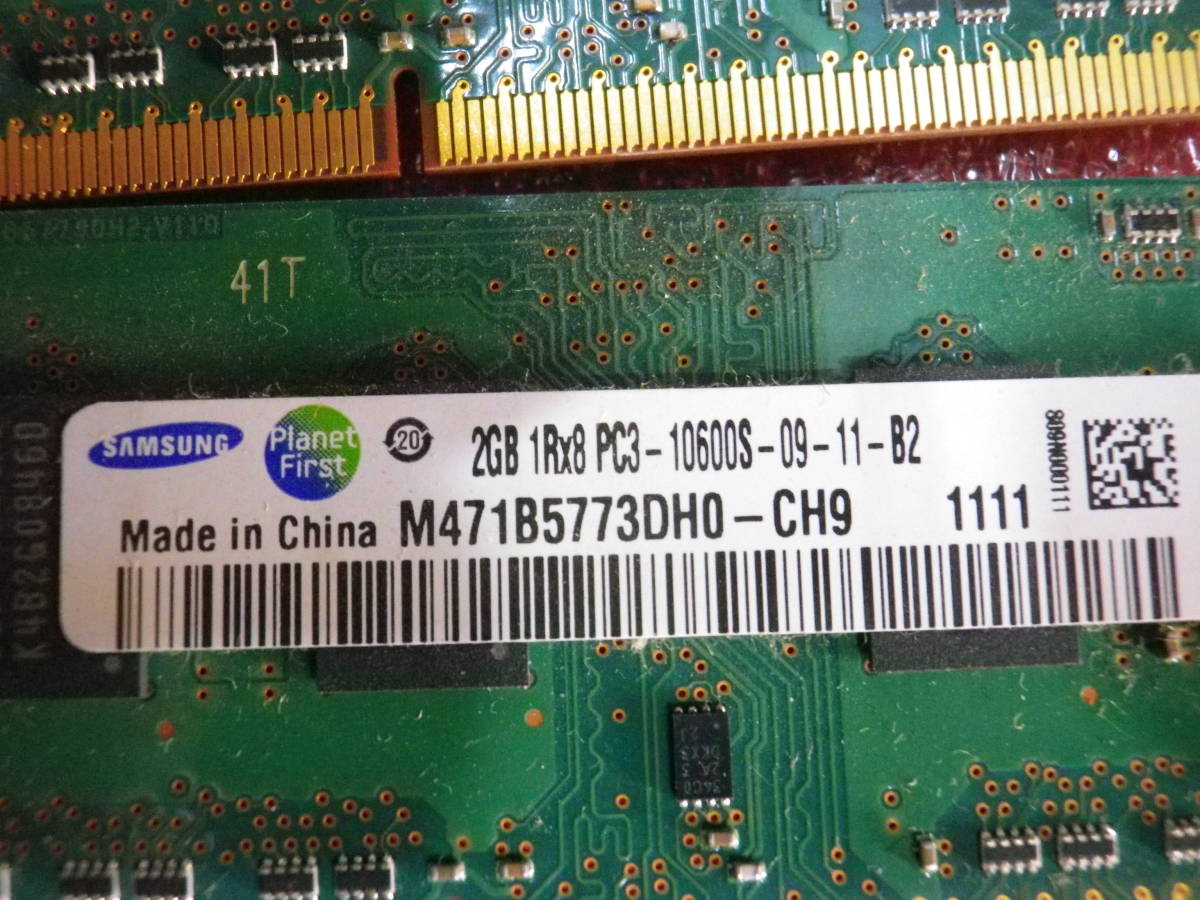 41T
SAMSUNG
Planet First
20
2GB 1Rx8 PC3-10600S-09-11-B2
Made in China M471B5773DH0-CH9 1111
K4B2G0846D